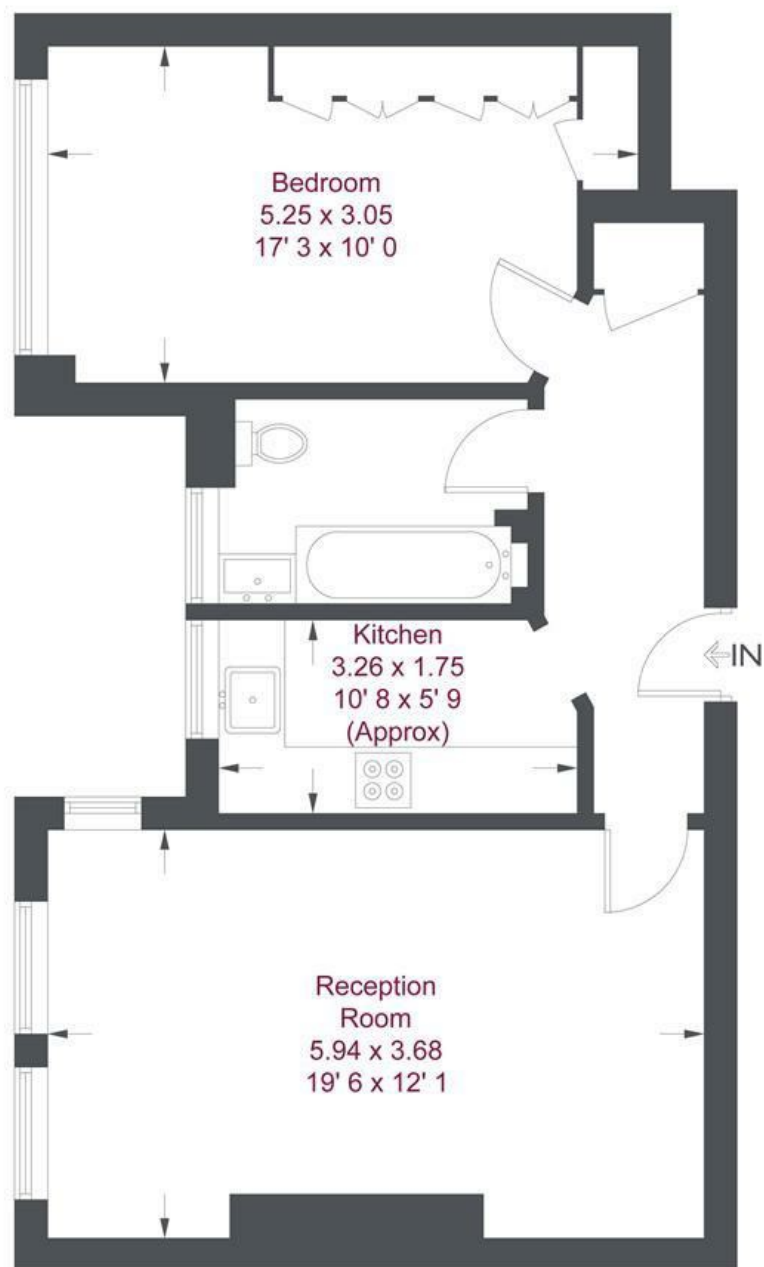 Bedroom
5.25 x 3.05
17' 3 x 10' 0
Kitchen
3.26 x 1.75
10' 8 x 5' 9
(Approx)
IN
Reception
Room
5.94 x 3.68
19' 6 x 12' 1